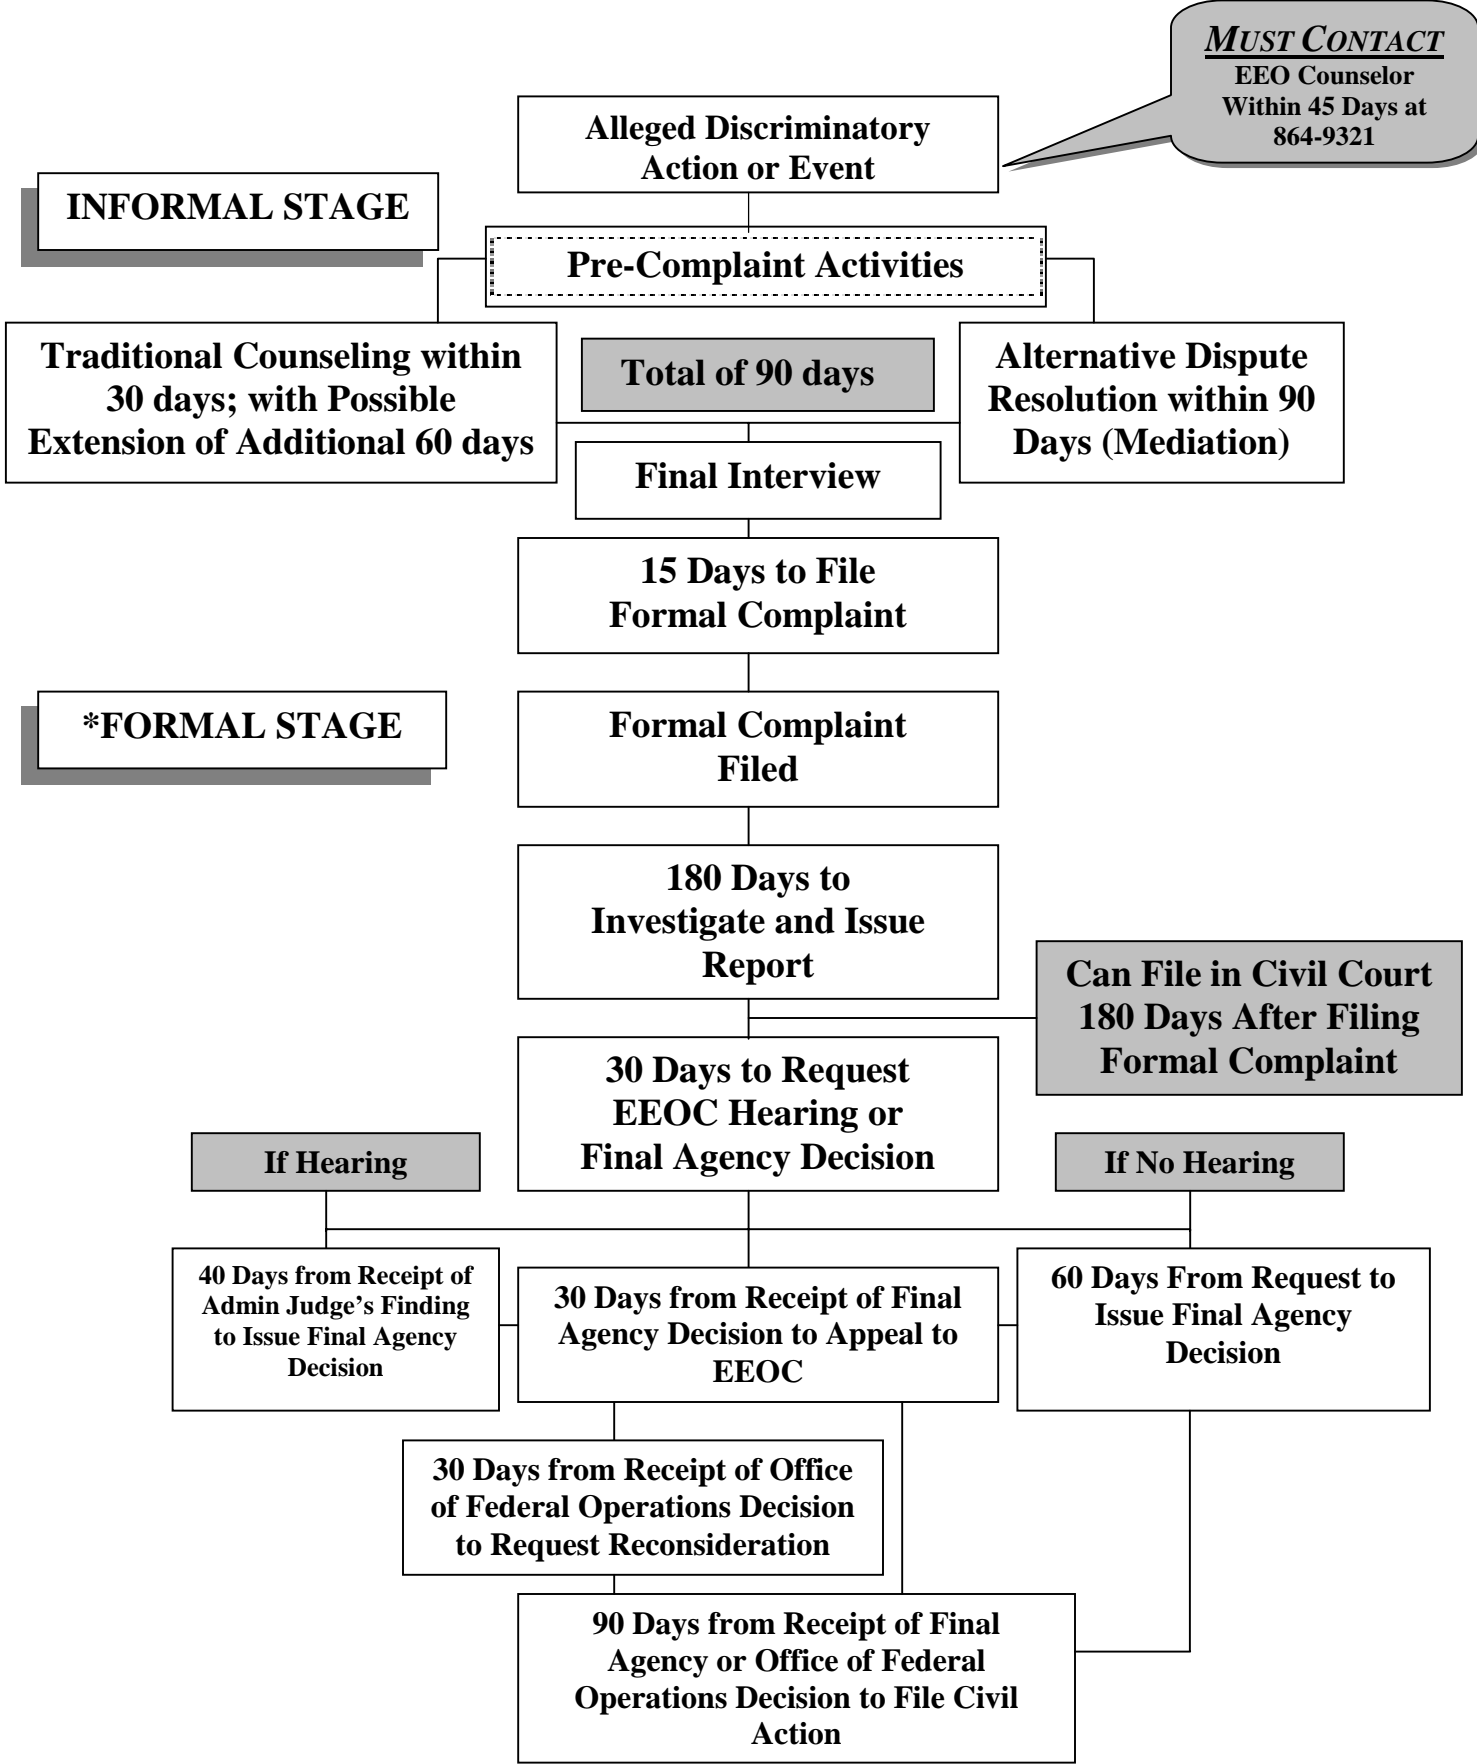 MUST CONTACT
EEO Counselor
Within 45 Days at
864-9321
Alleged Discriminatory
Action or Event
INFORMAL STAGE
Pre-Complaint Activities
Traditional Counseling within
30 days; with Possible
Extension of Additional 60 days
Total of 90 days
Alternative Dispute
Resolution within 90
Days (Mediation)
Final Interview
15 Days to File
Formal Complaint
*FORMAL STAGE
Formal Complaint
Filed
180 Days to
Investigate and Issue
Report
Can File in Civil Court
180 Days After Filing
Formal Complaint
30 Days to Request
EEOC Hearing or
Final Agency Decision
If Hearing
If No Hearing
40 Days from Receipt of
Admin Judge's Finding
to Issue Final Agency
Decision
30 Days from Receipt of Final
Agency Decision to Appeal to
EEOC
60 Days From Request to
Issue Final Agency
Decision
30 Days from Receipt of Office
of Federal Operations Decision
to Request Reconsideration
90 Days from Receipt of Final
Agency or Office of Federal
Operations Decision to File Civil
Action